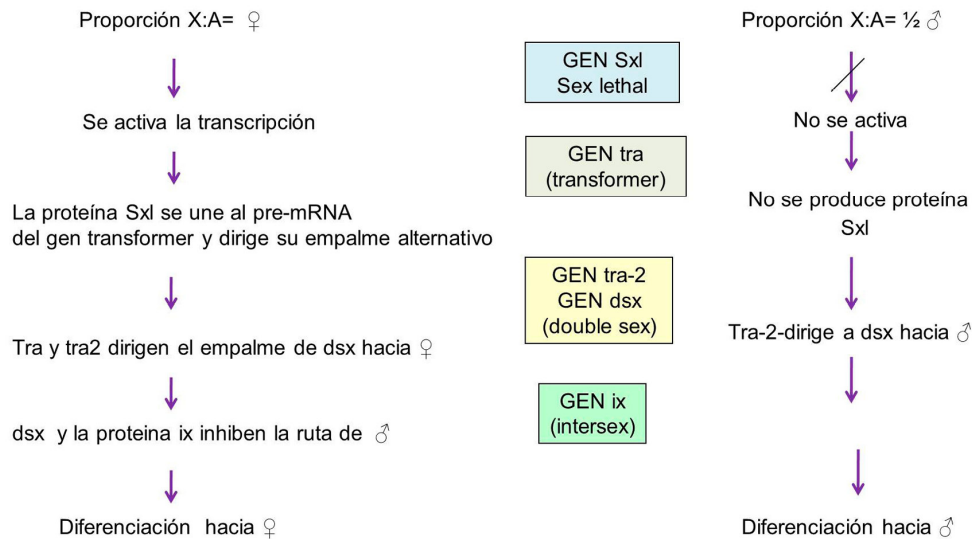 Proporción X:A= ♀
Se activa la transcripción
La proteína Sxl se une al pre-mRNA
del gen transformer y dirige su empalme alternativo
Tra y tra2 dirigen el empalme de dsx hacia ♀
dsx y la proteina ix inhiben la ruta de ♂
Diferenciación hacia ♀
GEN Sxl
Sex lethal
GEN tra
(transformer)
GEN tra-2
GEN dsx
(double sex)
GEN ix
(intersex)
Proporción X:A= ½ ♂
No se activa
No se produce proteína
Sxl
Tra-2-dirige a dsx hacia ♂
Diferenciación hacia ♂